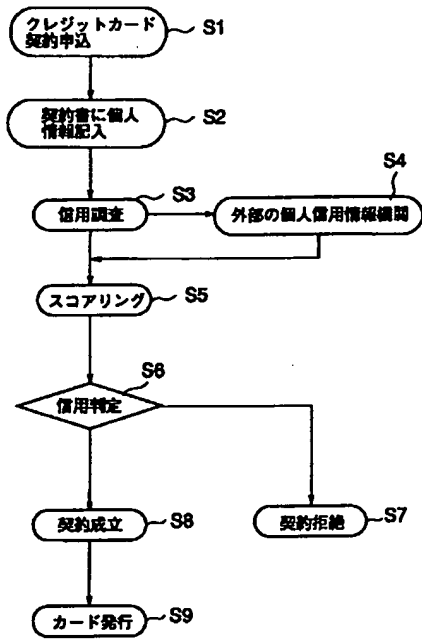 クレジットカード
契約申込
S1
契約書に個人
情報記入
S2
S3
信用調査
S4
外部の個人信用情報機関
スコアリング
S5
S6
信用判定
契約成立
S8
契約拒絶
S7
カード発行
S9